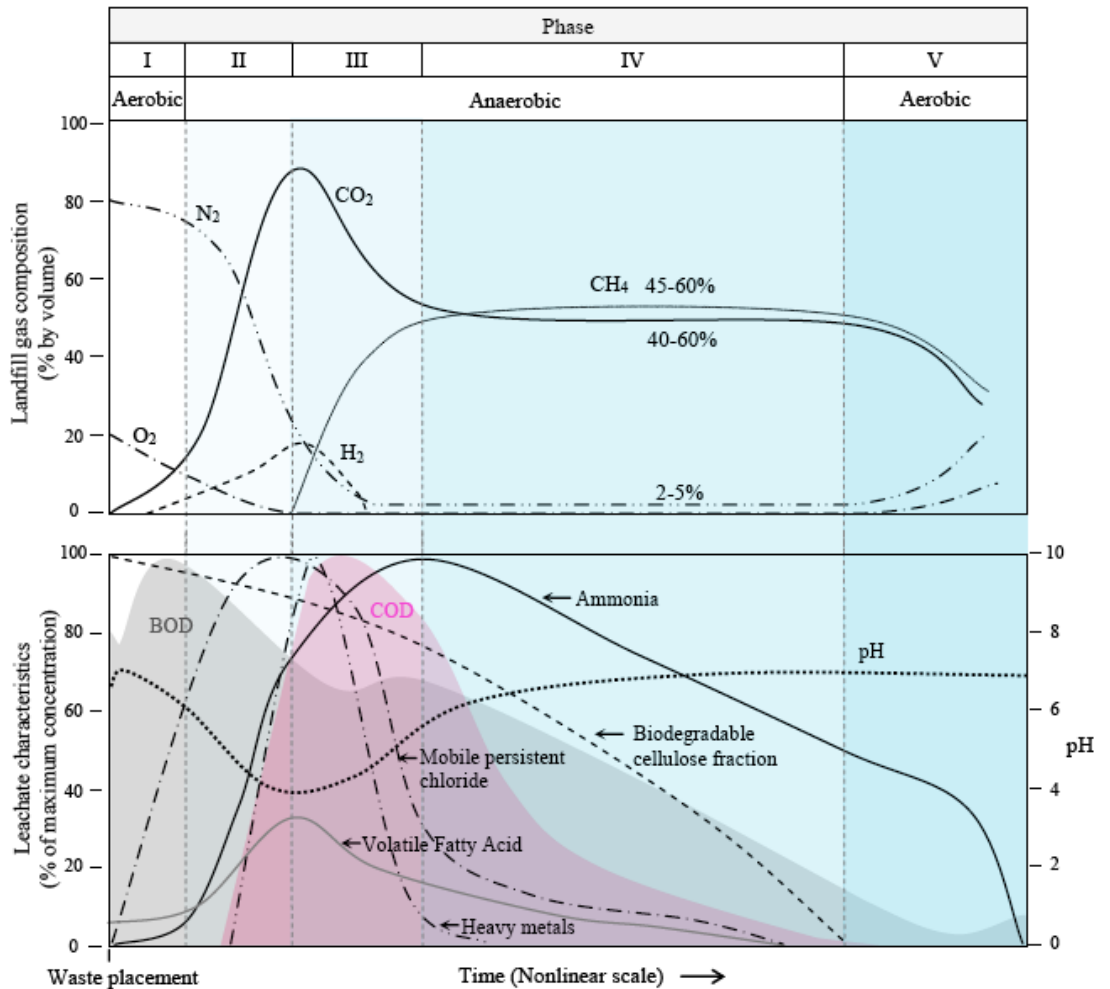 Phase
I II III IV V
Aerobic Anaerobic Aerobic
Landfill gas composition
(% by volume)
100
80
60
40
20
0
N₂
CO₂
O₂
H₂
CH₄ 45-60%
40-60%
2-5%
Leachate characteristics
(% of maximum concentration)
100
80
60
40
20
0
BOD
COD
Ammonia
pH
Mobile persistent
chloride
Biodegradable
cellulose fraction
Volatile Fatty Acid
Heavy metals
10
8
6
4
2
0
pH
Waste placement
Time (Nonlinear scale)